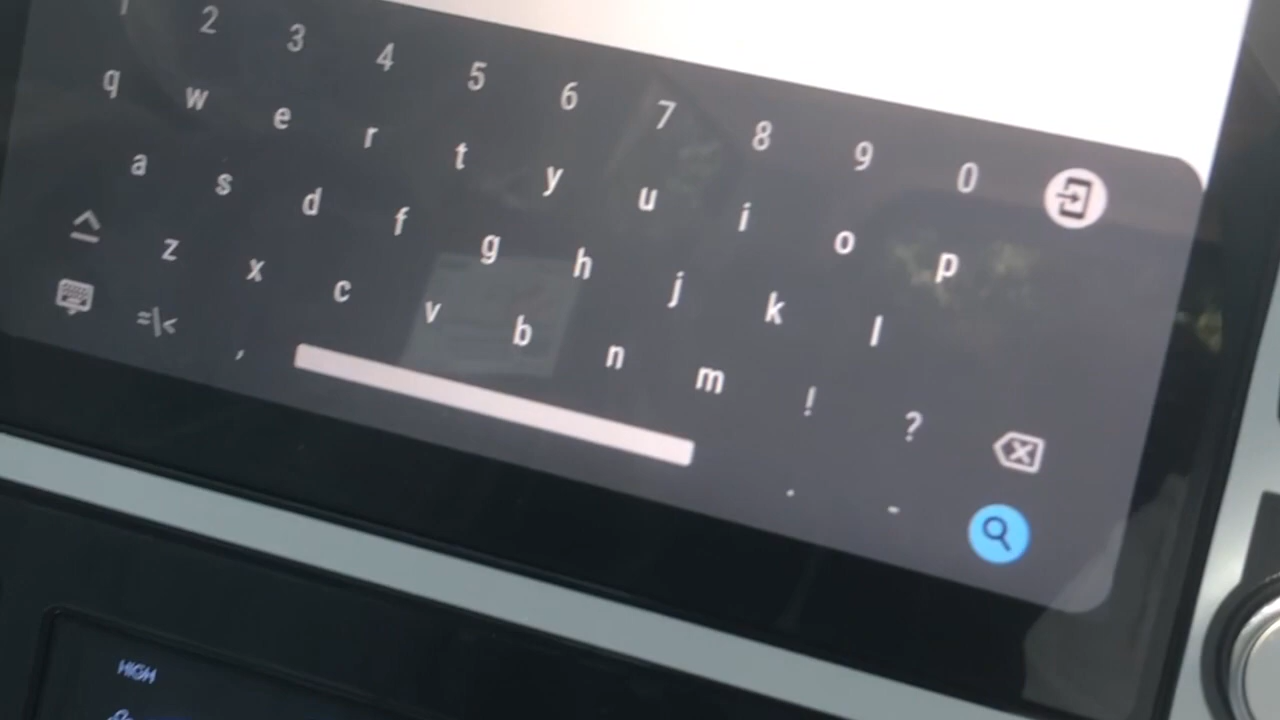 1 2 3 4 5 6 7 8 9 0
q w e r t y u i o p
a s d f g h j k l
z x c v b n m ! ?
=\< , . -
HIGH